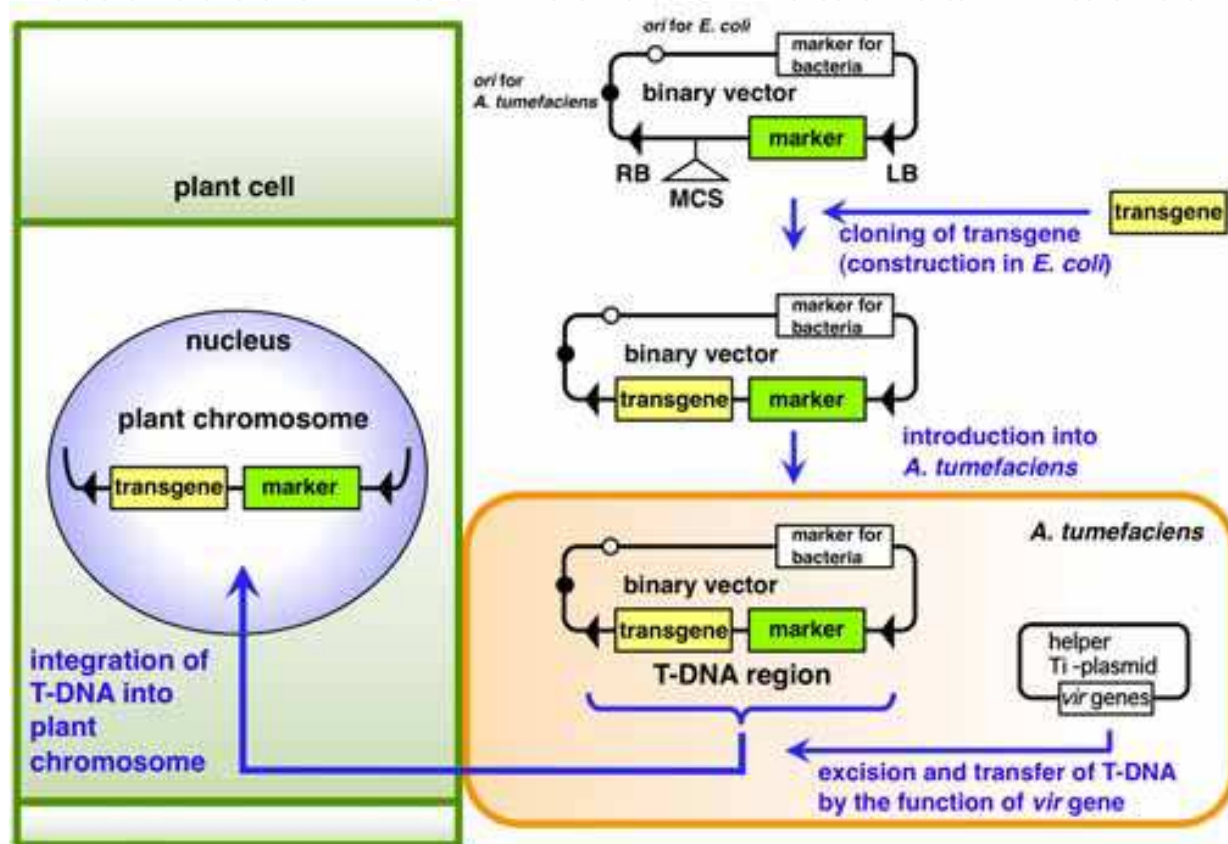 ori for E. coli
marker for
bacteria
ori for
A. tumefaciens
binary vector
marker
RB
LB
MCS
plant cell
transgene
cloning of transgene
(construction in E. coli)
marker for
bacteria
binary vector
transgene
marker
nucleus
plant chromosome
transgene
marker
introduction into
A. tumefaciens
A. tumefaciens
marker for
bacteria
binary vector
transgene
marker
T-DNA region
helper
Ti -plasmid
vir genes
integration of
T-DNA into
plant
chromosome
excision and transfer of T-DNA
by the function of vir gene